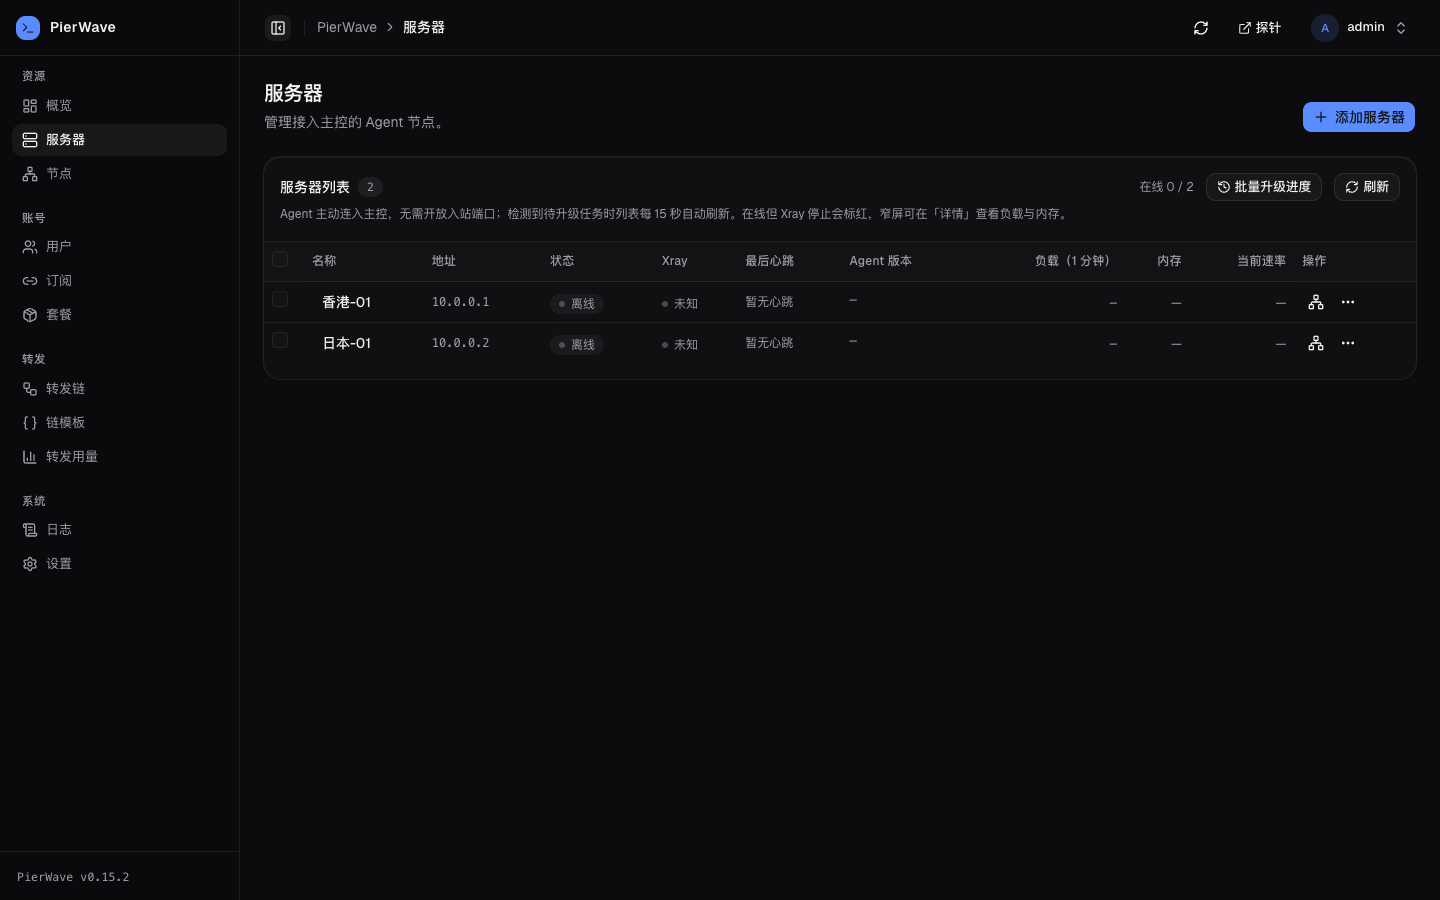 PierWave
PierWave > 服务器
探针
A admin
资源
概览
服务器
节点
账号
用户
订阅
套餐
转发
转发链
链模板
转发用量
系统
日志
设置
PierWave v0.15.2
服务器
管理接入主控的 Agent 节点。
+ 添加服务器
服务器列表 2
在线 0 / 2 批量升级进度 刷新
Agent 主动连入主控，无需开放入站端口；检测到待升级任务时列表每 15 秒自动刷新。在线但 Xray 停止会标红，窄屏可在「详情」查看负载与内存。
名称 地址 状态 Xray 最后心跳 Agent 版本 负载（1 分钟） 内存 当前速率 操作
香港-01 10.0.0.1 离线 未知 暂无心跳 – – — —
日本-01 10.0.0.2 离线 未知 暂无心跳 – – — —